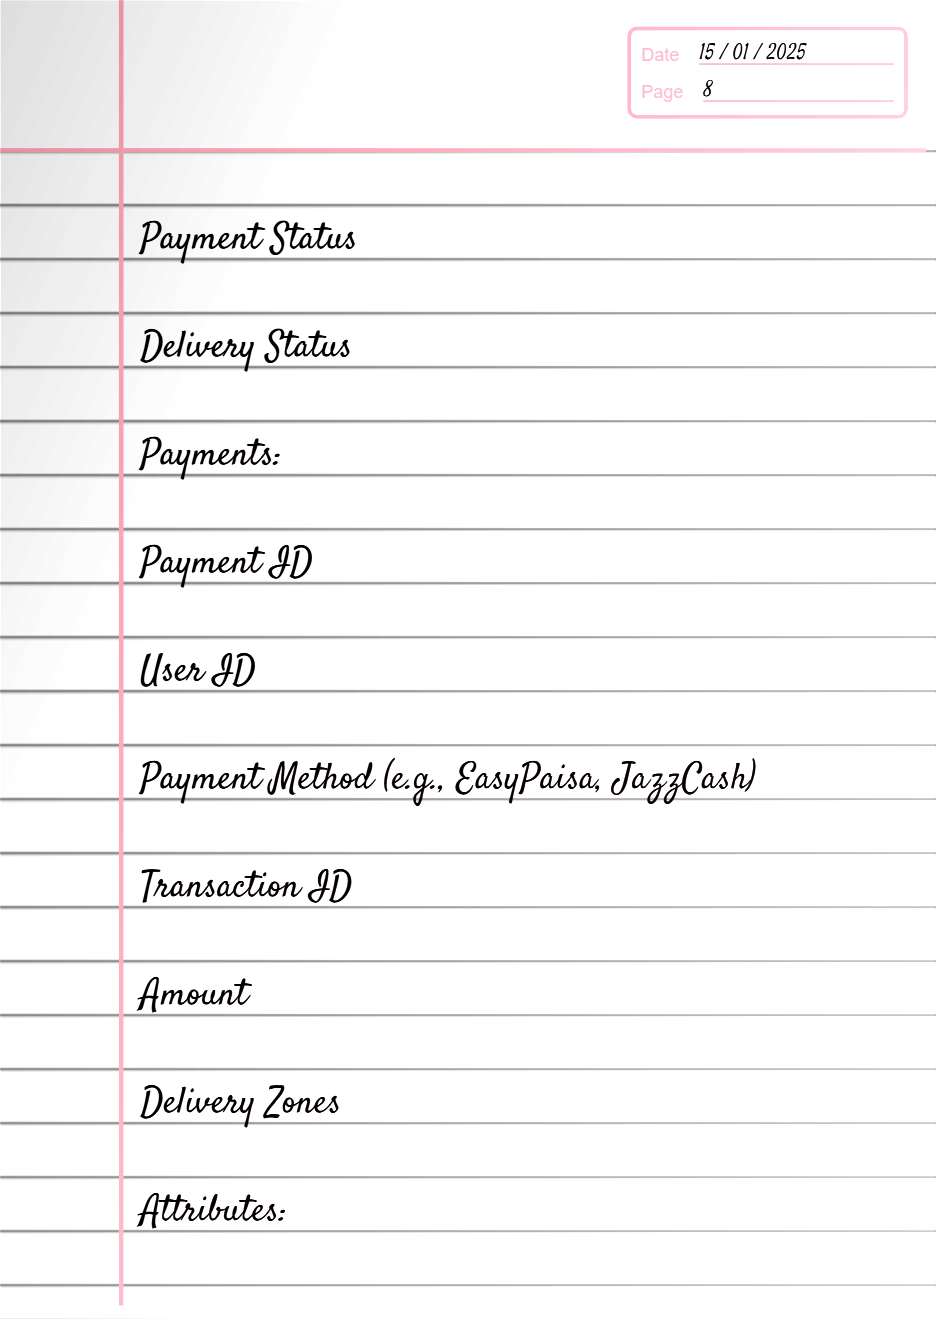 Date 15 / 01 / 2025
Page 8
Payment Status
Delivery Status
Payments:
Payment ID
User ID
Payment Method (e.g., EasyPaisa, JazzCash)
Transaction ID
Amount
Delivery Zones
Attributes: